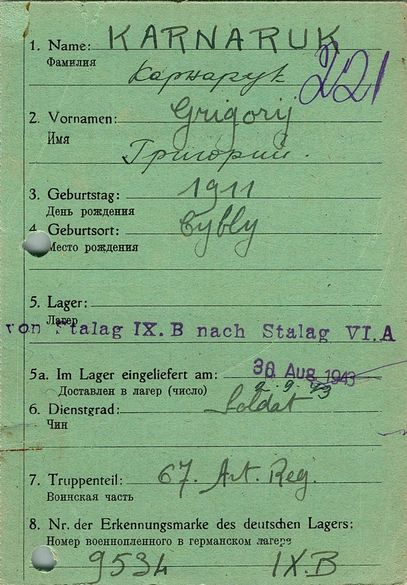 1. Name: KARNARUK
Фамилия Карнарук
221
2. Vornamen: Grigorij
Имя Григорий.
3. Geburtstag: 1911
День рождения
4. Geburtsort: Cybly
Место рождения
5. Lager:
Лагерь
von Stalag IX. B nach Stalag VI. A
5a. Im Lager eingeliefert am: 30 Aug. 1943
Доставлен в лагер (число) 2.9.43
6. Dienstgrad: Soldat
Чин
7. Truppenteil: 67. Art. Reg.
Воинская часть
8. Nr. der Erkennungsmarke des deutschen Lagers:
Номер военнопленного в германском лагере
9534 IX.B